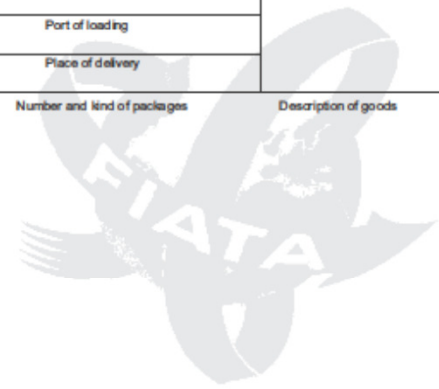 Port of loading
Place of delivery
Number and kind of packages Description of goods
FIATA